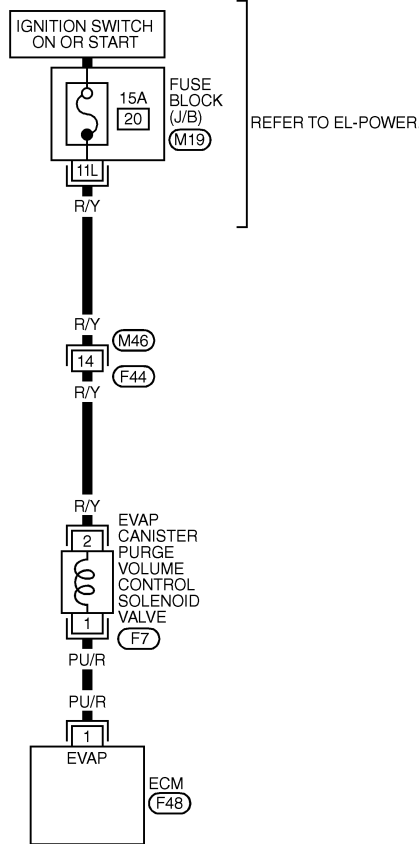 IGNITION SWITCH
ON OR START
FUSE
BLOCK
(J/B)
15A
20
M19
REFER TO EL-POWER
11L
R/Y
R/Y
M46
14
F44
R/Y
R/Y
2
EVAP
CANISTER
PURGE
VOLUME
CONTROL
SOLENOID
VALVE
1
F7
PU/R
PU/R
1
EVAP
ECM
F48